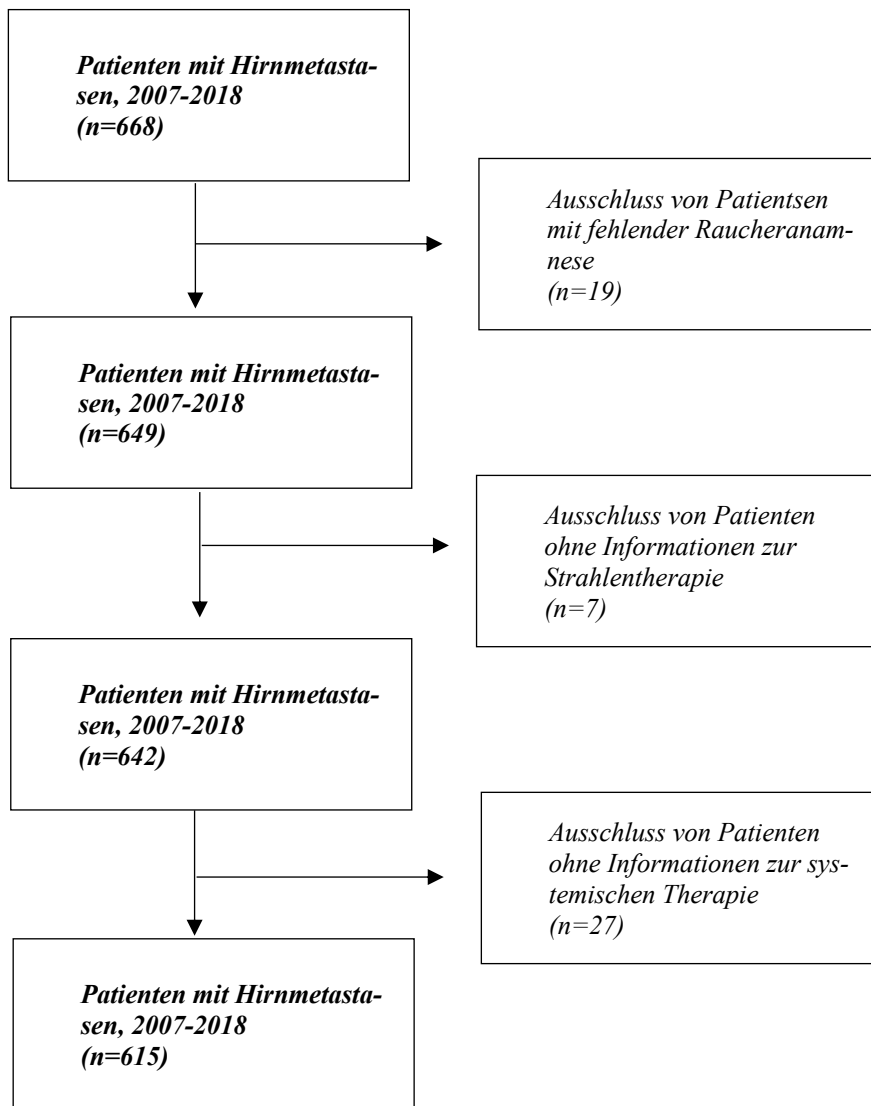 Patienten mit Hirnmetasta-
sen, 2007-2018
(n=668)
Ausschluss von Patientsen
mit fehlender Raucheranam-
nese
(n=19)
Patienten mit Hirnmetasta-
sen, 2007-2018
(n=649)
Ausschluss von Patienten
ohne Informationen zur
Strahlentherapie
(n=7)
Patienten mit Hirnmetasta-
sen, 2007-2018
(n=642)
Ausschluss von Patienten
ohne Informationen zur sys-
temischen Therapie
(n=27)
Patienten mit Hirnmetasta-
sen, 2007-2018
(n=615)